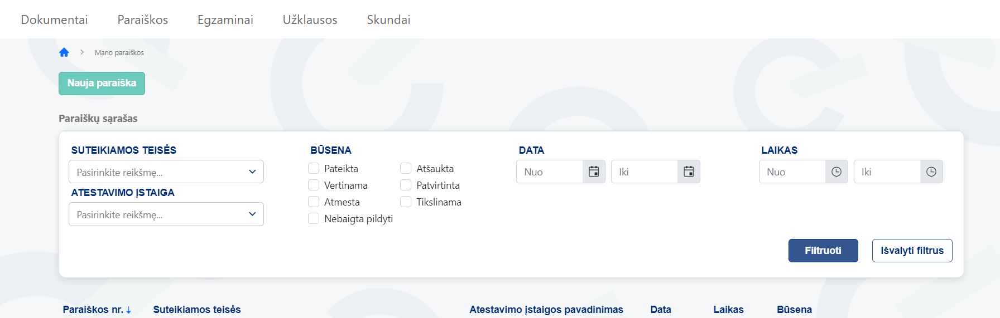 Dokumentai Paraiškos Egzaminai Užklausos Skundai
Mano paraiškos
Nauja paraiška
Paraiškų sąrašas
SUTEIKIAMOS TEISĖS BŪSENA DATA LAIKAS
Pasirinkite reikšmę... Pateikta Atšaukta Nuo Iki Nuo Iki
Vertinama Patvirtinta
ATESTAVIMO ĮSTAIGA
Pasirinkite reikšmę... Atmesta Tikslinama
Nebaigta pildyti
Filtruoti Išvalyti filtrus
Paraiškos nr. Suteikiamos teisės Atestavimo įstaigos pavadinimas Data Laikas Būsena